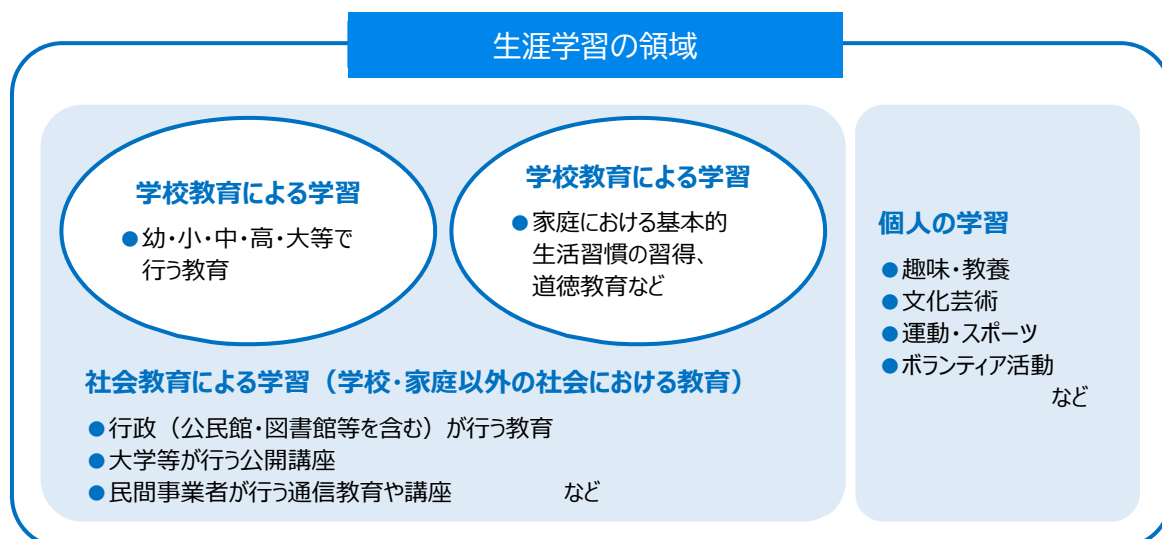 生涯学習の領域
学校教育による学習
●幼・小・中・高・大等で
行う教育
学校教育による学習
●家庭における基本的
生活習慣の習得、
道徳教育など
社会教育による学習（学校・家庭以外の社会における教育）
●行政（公民館・図書館等を含む）が行う教育
●大学等が行う公開講座
●民間事業者が行う通信教育や講座　　　　など
個人の学習
●趣味・教養
●文化芸術
●運動・スポーツ
●ボランティア活動
など